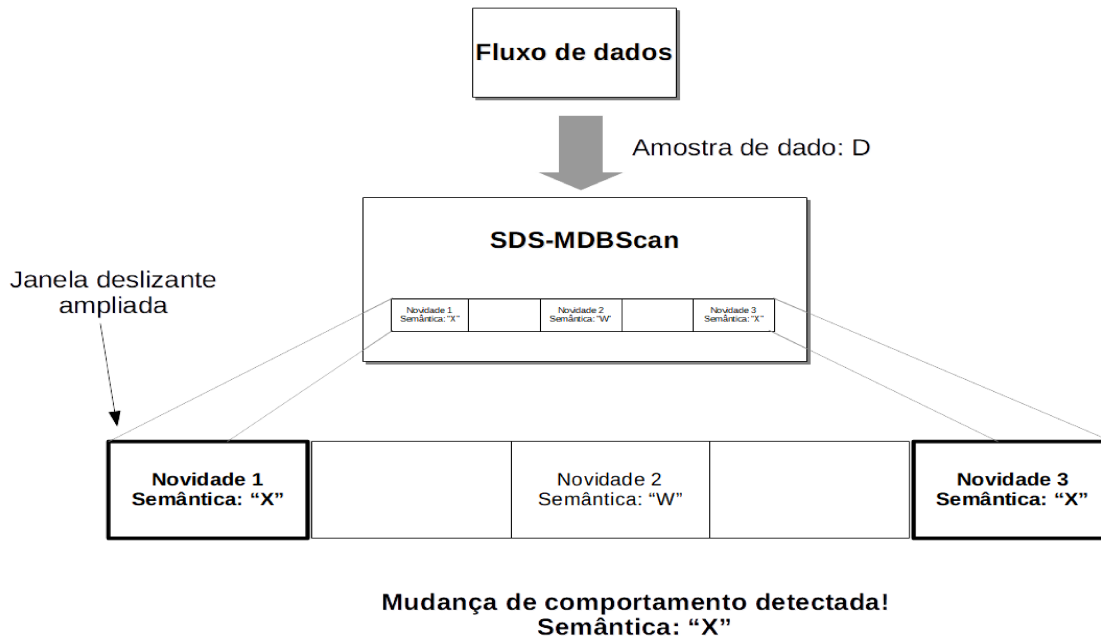 Fluxo de dados
Amostra de dado: D
SDS-MDBScan
Janela deslizante
ampliada
Novidade 1
Semântica: “X”
Novidade 2
Semântica: “W”
Novidade 3
Semântica: “X”
Novidade 1
Semântica: “X”
Novidade 2
Semântica: “W”
Novidade 3
Semântica: “X”
Mudança de comportamento detectada!
Semântica: “X”